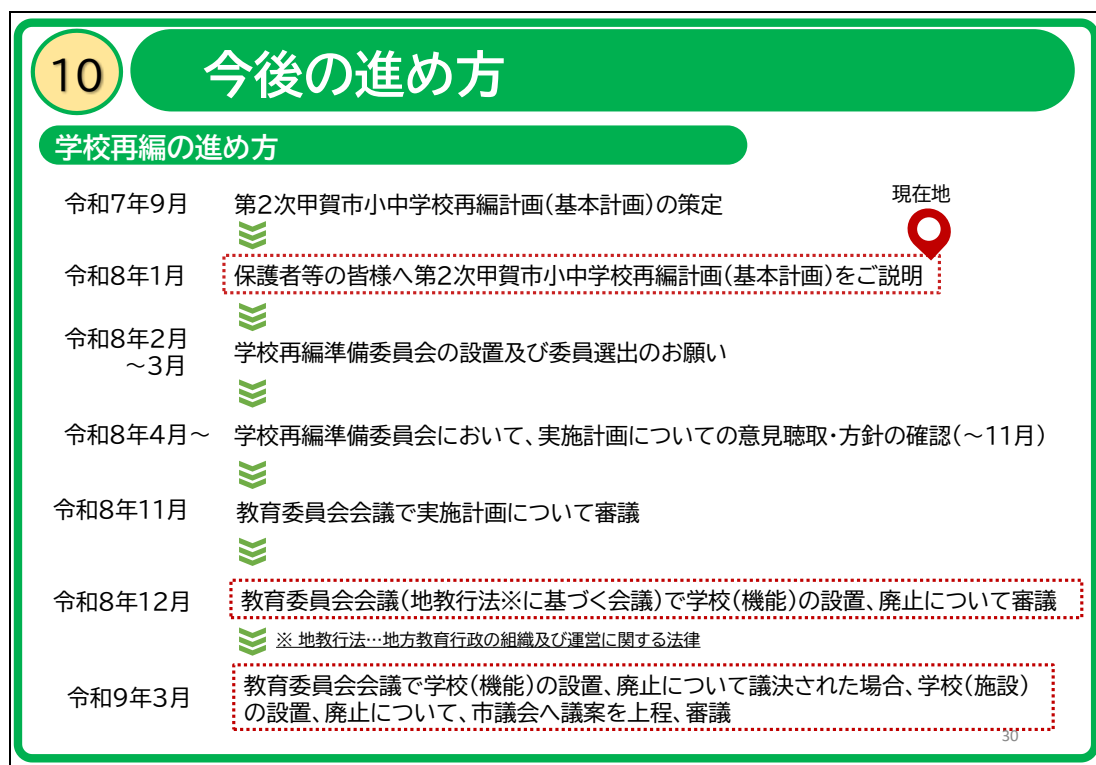 10
今後の進め方
学校再編の進め方
現在地
令和7年9月 第2次甲賀市小中学校再編計画(基本計画)の策定
令和8年1月 保護者等の皆様へ第2次甲賀市小中学校再編計画(基本計画)をご説明
令和8年2月
~3月
学校再編準備委員会の設置及び委員選出のお願い
令和8年4月~ 学校再編準備委員会において、実施計画についての意見聴取・方針の確認(~11月)
令和8年11月 教育委員会会議で実施計画について審議
令和8年12月 教育委員会会議(地教行法※に基づく会議)で学校(機能)の設置、廃止について審議
※ 地教行法…地方教育行政の組織及び運営に関する法律
令和9年3月
教育委員会会議で学校(機能)の設置、廃止について議決された場合、学校(施設)
の設置、廃止について、市議会へ議案を上程、審議
30